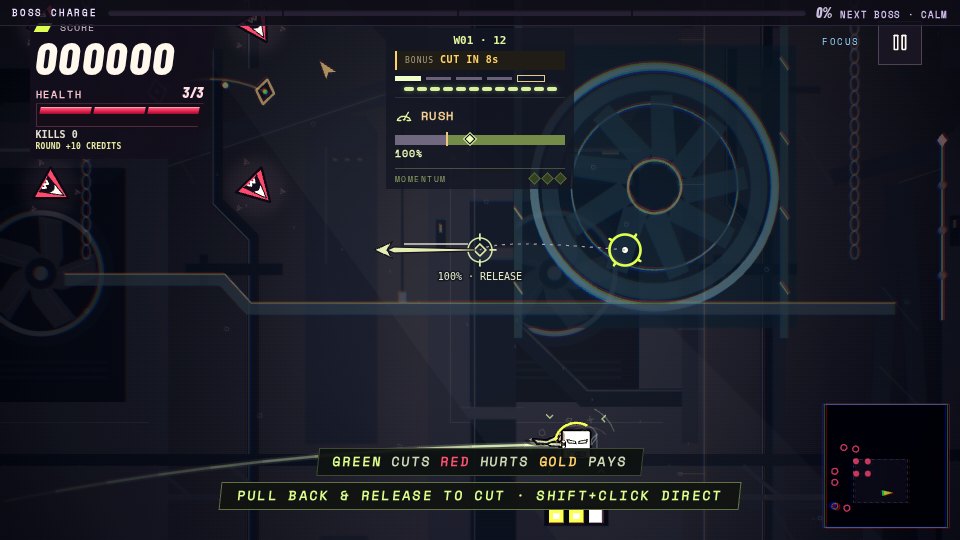 BOSS CHARGE
0% NEXT BOSS · CALM
SCORE
000000
HEALTH 3/3
KILLS 0
ROUND +10 CREDITS
W01 · 12
BONUS CUT IN 8s
RUSH
100%
MOMENTUM
FOCUS
100% · RELEASE
GREEN CUTS RED HURTS GOLD PAYS
PULL BACK & RELEASE TO CUT · SHIFT+CLICK DIRECT